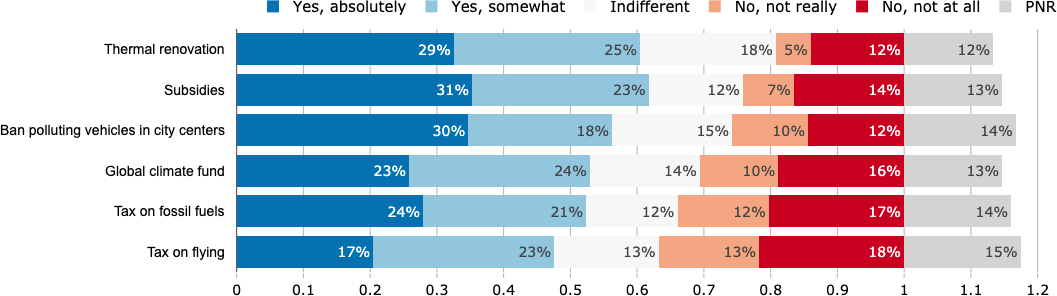 Yes, absolutely Yes, somewhat Indifferent No, not really No, not at all PNR
Thermal renovation 29% 25% 18% 5% 12% 12%
Subsidies 31% 23% 12% 7% 14% 13%
Ban polluting vehicles in city centers 30% 18% 15% 10% 12% 14%
Global climate fund 23% 24% 14% 10% 16% 13%
Tax on fossil fuels 24% 21% 12% 12% 17% 14%
Tax on flying 17% 23% 13% 13% 18% 15%
0 0.1 0.2 0.3 0.4 0.5 0.6 0.7 0.8 0.9 1 1.1 1.2